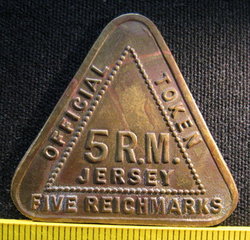 OFFICIAL TOKEN
5 R.M.
JERSEY
FIVE REICHMARKS